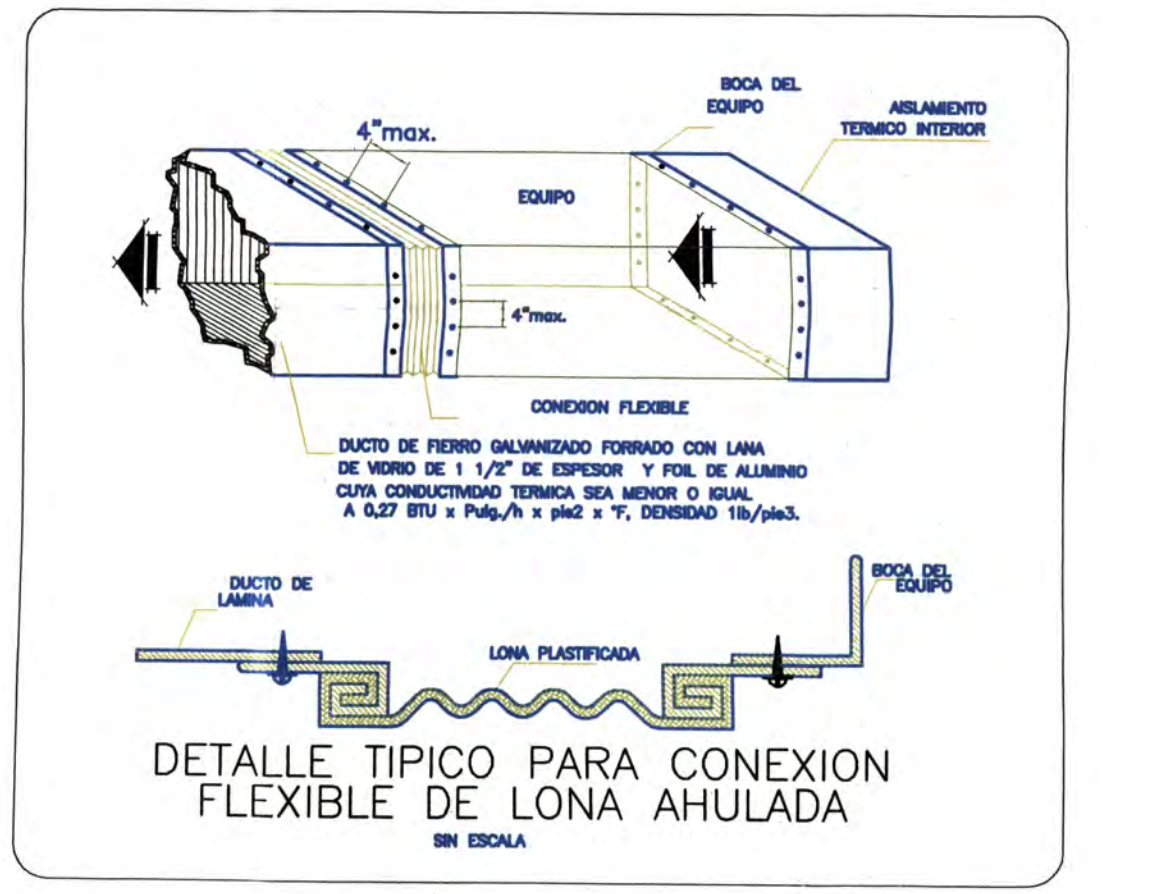 BOCA DEL
EQUIPO
AISLAMIENTO
TERMICO INTERIOR
4"max.
EQUIPO
4"max.
CONEXION FLEXIBLE
DUCTO DE FIERRO GALVANIZADO FORRADO CON LANA
DE VIDRIO DE 1 1/2" DE ESPESOR Y FOIL DE ALUMINIO
CUYA CONDUCTIVIDAD TERMICA SEA MENOR O IGUAL
A 0,27 BTU x Pulg./h x pie2 x °F, DENSIDAD 1lb/pie3.
DUCTO DE
LAMINA
BOCA DEL
EQUIPO
LONA PLASTIFICADA
DETALLE TIPICO PARA CONEXION
FLEXIBLE DE LONA AHULADA
SIN ESCALA